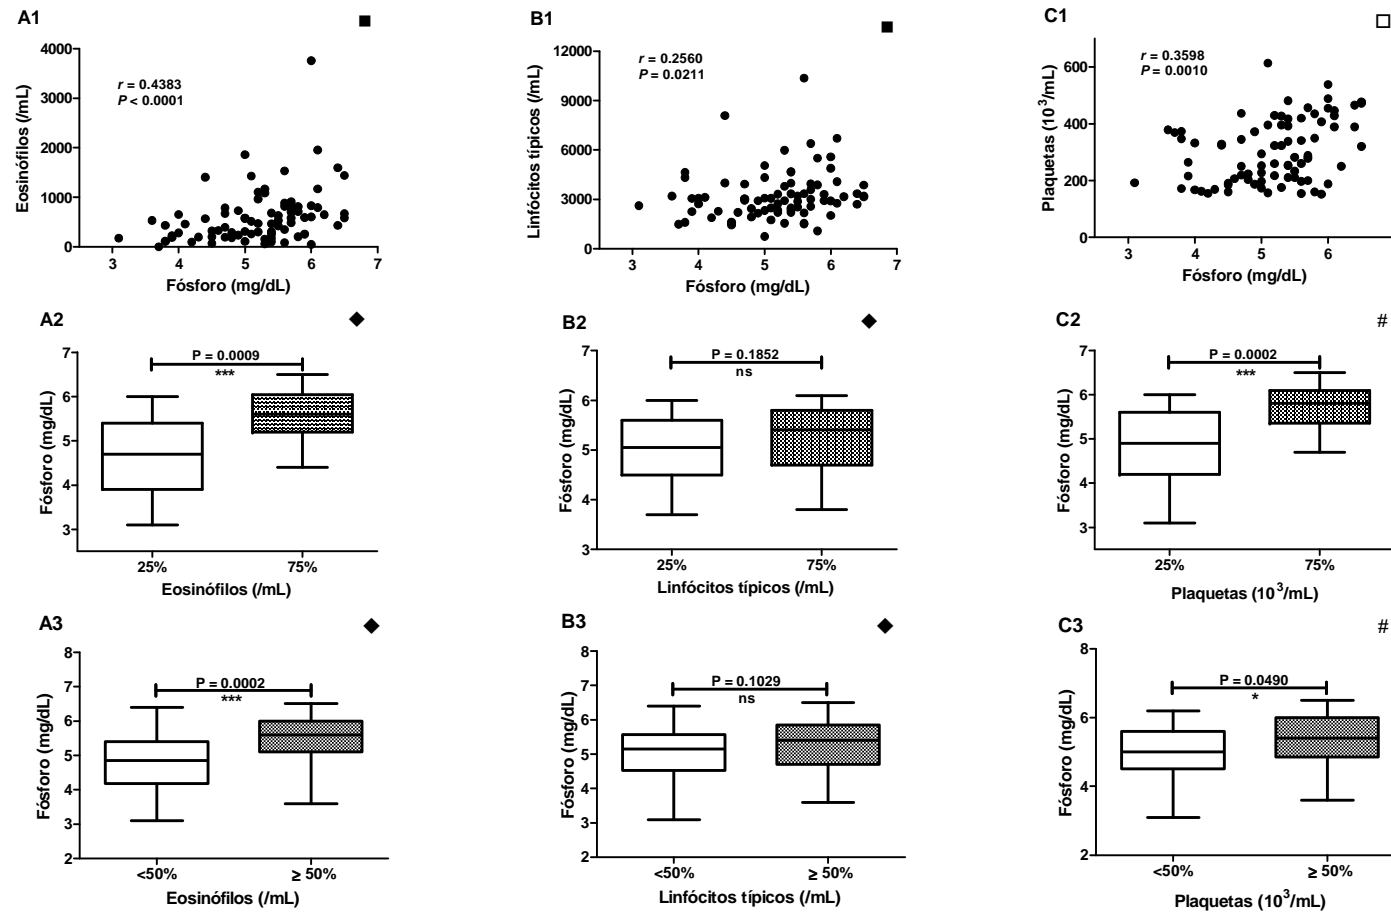 A1
■
r = 0.4383
P < 0.0001
Eosinófilos (/mL)
4000
3000
2000
1000
0
3 4 5 6 7
Fósforo (mg/dL)
B1
■
r = 0.2560
P = 0.0211
Linfócitos típicos (/mL)
12000
9000
6000
3000
0
3 4 5 6 7
Fósforo (mg/dL)
C1
□
r = 0.3598
P = 0.0010
Plaquetas (10³/mL)
600
400
200
0
3 4 5 6
Fósforo (mg/dL)
A2
◆
P = 0.0009
***
Fósforo (mg/dL)
7
6
5
4
3
25% 75%
Eosinófilos (/mL)
B2
◆
P = 0.1852
ns
Fósforo (mg/dL)
7
6
5
4
3
25% 75%
Linfócitos típicos (/mL)
C2
#
P = 0.0002
***
Fósforo (mg/dL)
7
6
5
4
3
25% 75%
Plaquetas (10³/mL)
A3
◆
P = 0.0002
***
Fósforo (mg/dL)
8
7
6
5
4
3
2
<50% ≥ 50%
Eosinófilos (/mL)
B3
◆
P = 0.1029
ns
Fósforo (mg/dL)
8
7
6
5
4
3
2
<50% ≥ 50%
Linfócitos típicos (/mL)
C3
#
P = 0.0490
*
Fósforo (mg/dL)
8
6
4
2
<50% ≥ 50%
Plaquetas (10³/mL)